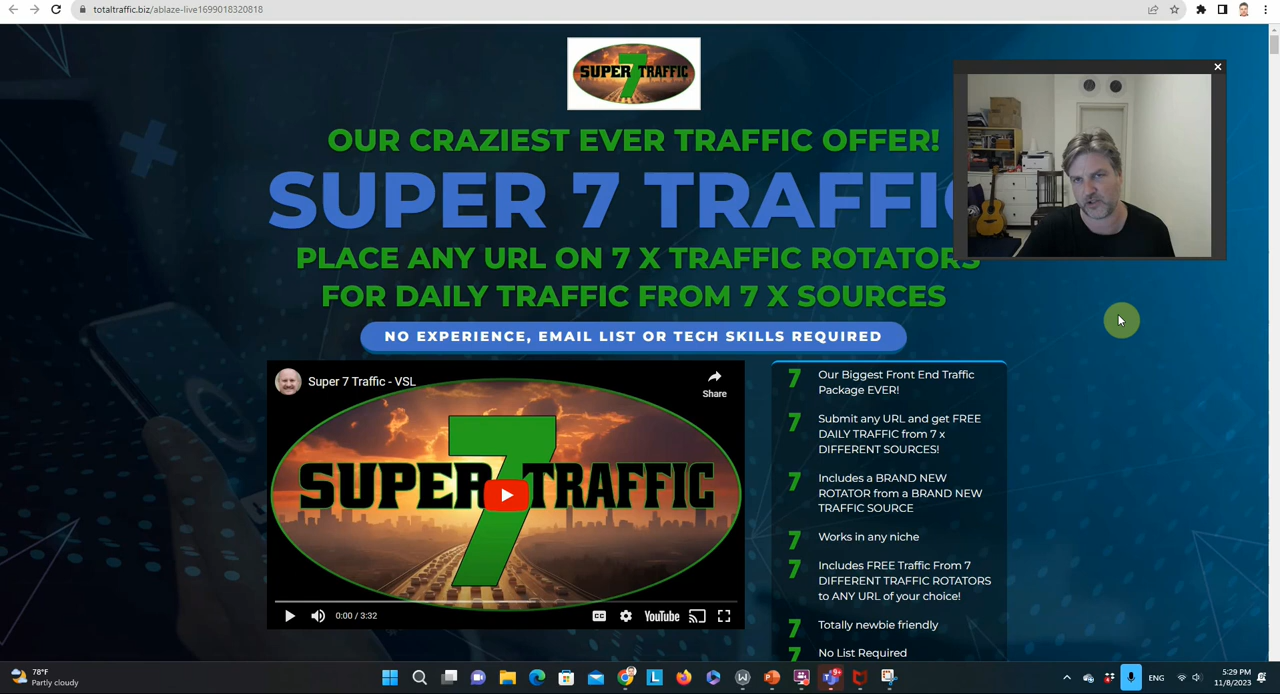 totaltraffic.biz/ablaze-live1699018320818
SUPER 7 TRAFFIC
OUR CRAZIEST EVER TRAFFIC OFFER!
SUPER 7 TRAFFIC
PLACE ANY URL ON 7 X TRAFFIC ROTATORS
FOR DAILY TRAFFIC FROM 7 X SOURCES
NO EXPERIENCE, EMAIL LIST OR TECH SKILLS REQUIRED
Super 7 Traffic - VSL
Share
SUPER 7 TRAFFIC
0:00 / 3:32
CC
YouTube
7 Our Biggest Front End Traffic
Package EVER!
7 Submit any URL and get FREE
DAILY TRAFFIC from 7 x
DIFFERENT SOURCES!
7 Includes a BRAND NEW
ROTATOR from a BRAND NEW
TRAFFIC SOURCE
7 Works in any niche
7 Includes FREE Traffic From 7
DIFFERENT TRAFFIC ROTATORS
to ANY URL of your choice!
7 Totally newbie friendly
7 No List Required
78°F
Partly cloudy
L
W
9+
ENG
5:29 PM
11/8/2023